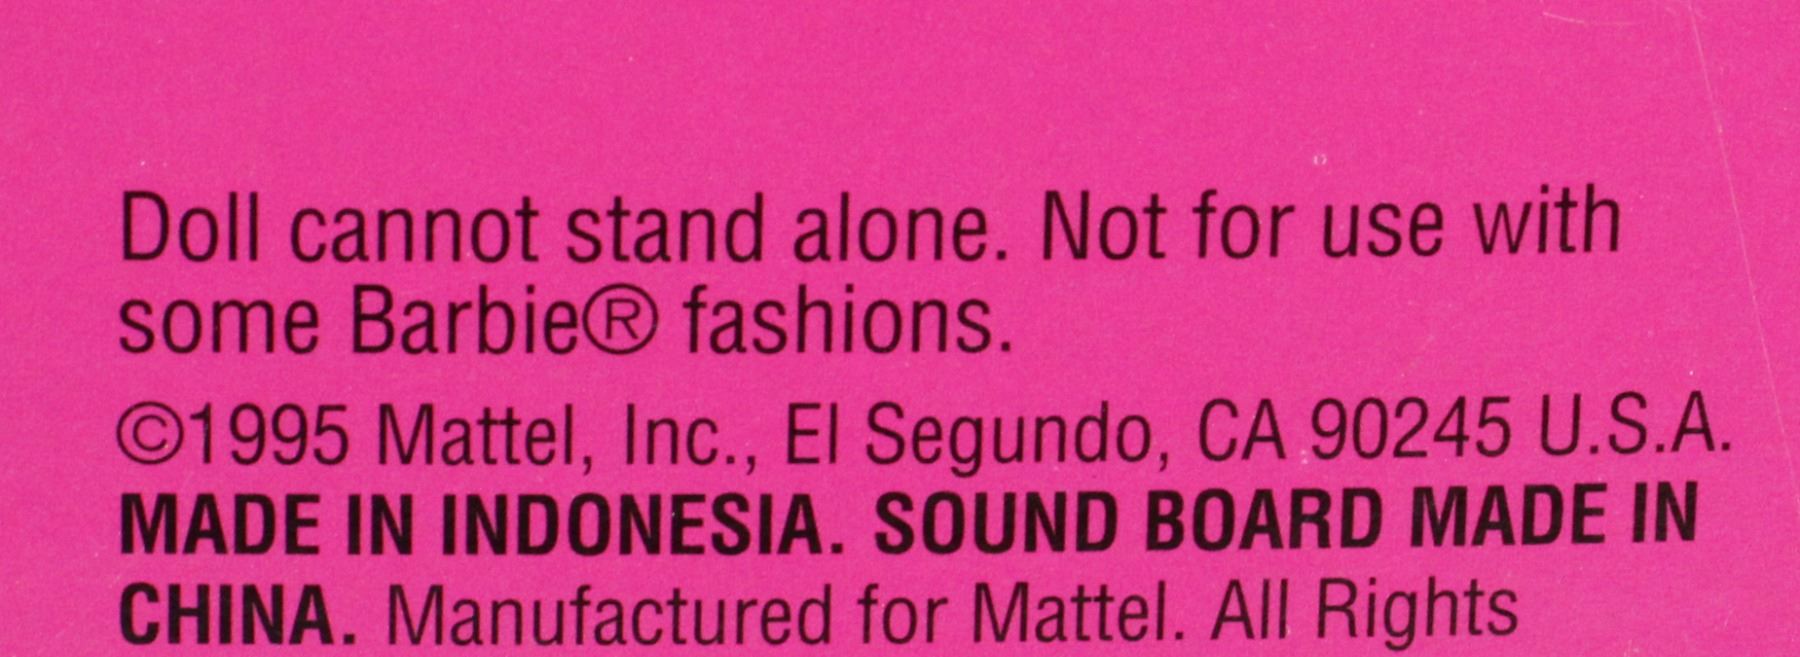 Doll cannot stand alone. Not for use with
some Barbie® fashions.
©1995 Mattel, Inc., El Segundo, CA 90245 U.S.A.
MADE IN INDONESIA. SOUND BOARD MADE IN
CHINA. Manufactured for Mattel. All Rights